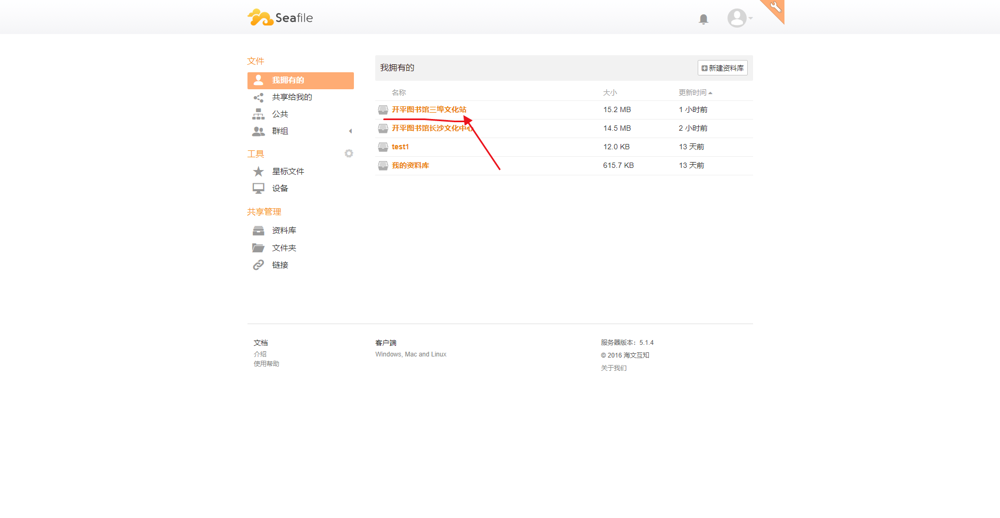 Seafile
文件
我拥有的
共享给我的
公共
群组
工具
星标文件
设备
共享管理
资料库
文件夹
链接
我拥有的
新建资料库
名称 大小 更新时间
开平图书馆三埠文化站 15.2 MB 1 小时前
开平图书馆长沙文化中心 14.5 MB 2 小时前
test1 12.0 KB 13 天前
我的资料库 615.7 KB 13 天前
文档
介绍
使用帮助
客户端
Windows, Mac and Linux
服务器版本：5.1.4
© 2016 海文互知
关于我们